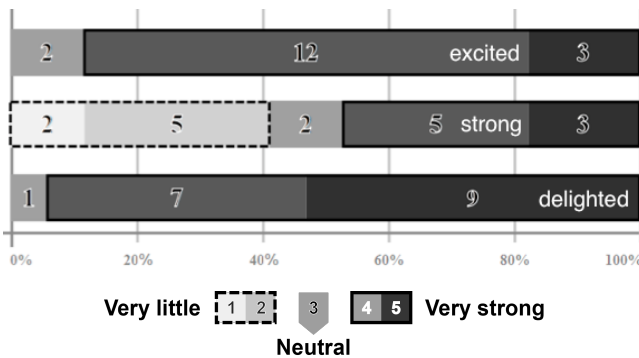 2 12 excited 3
2 5 2 5 strong 3
1 7 9 delighted
0% 20% 40% 60% 80% 100%
Very little 1 2 3 4 5 Very strong
Neutral